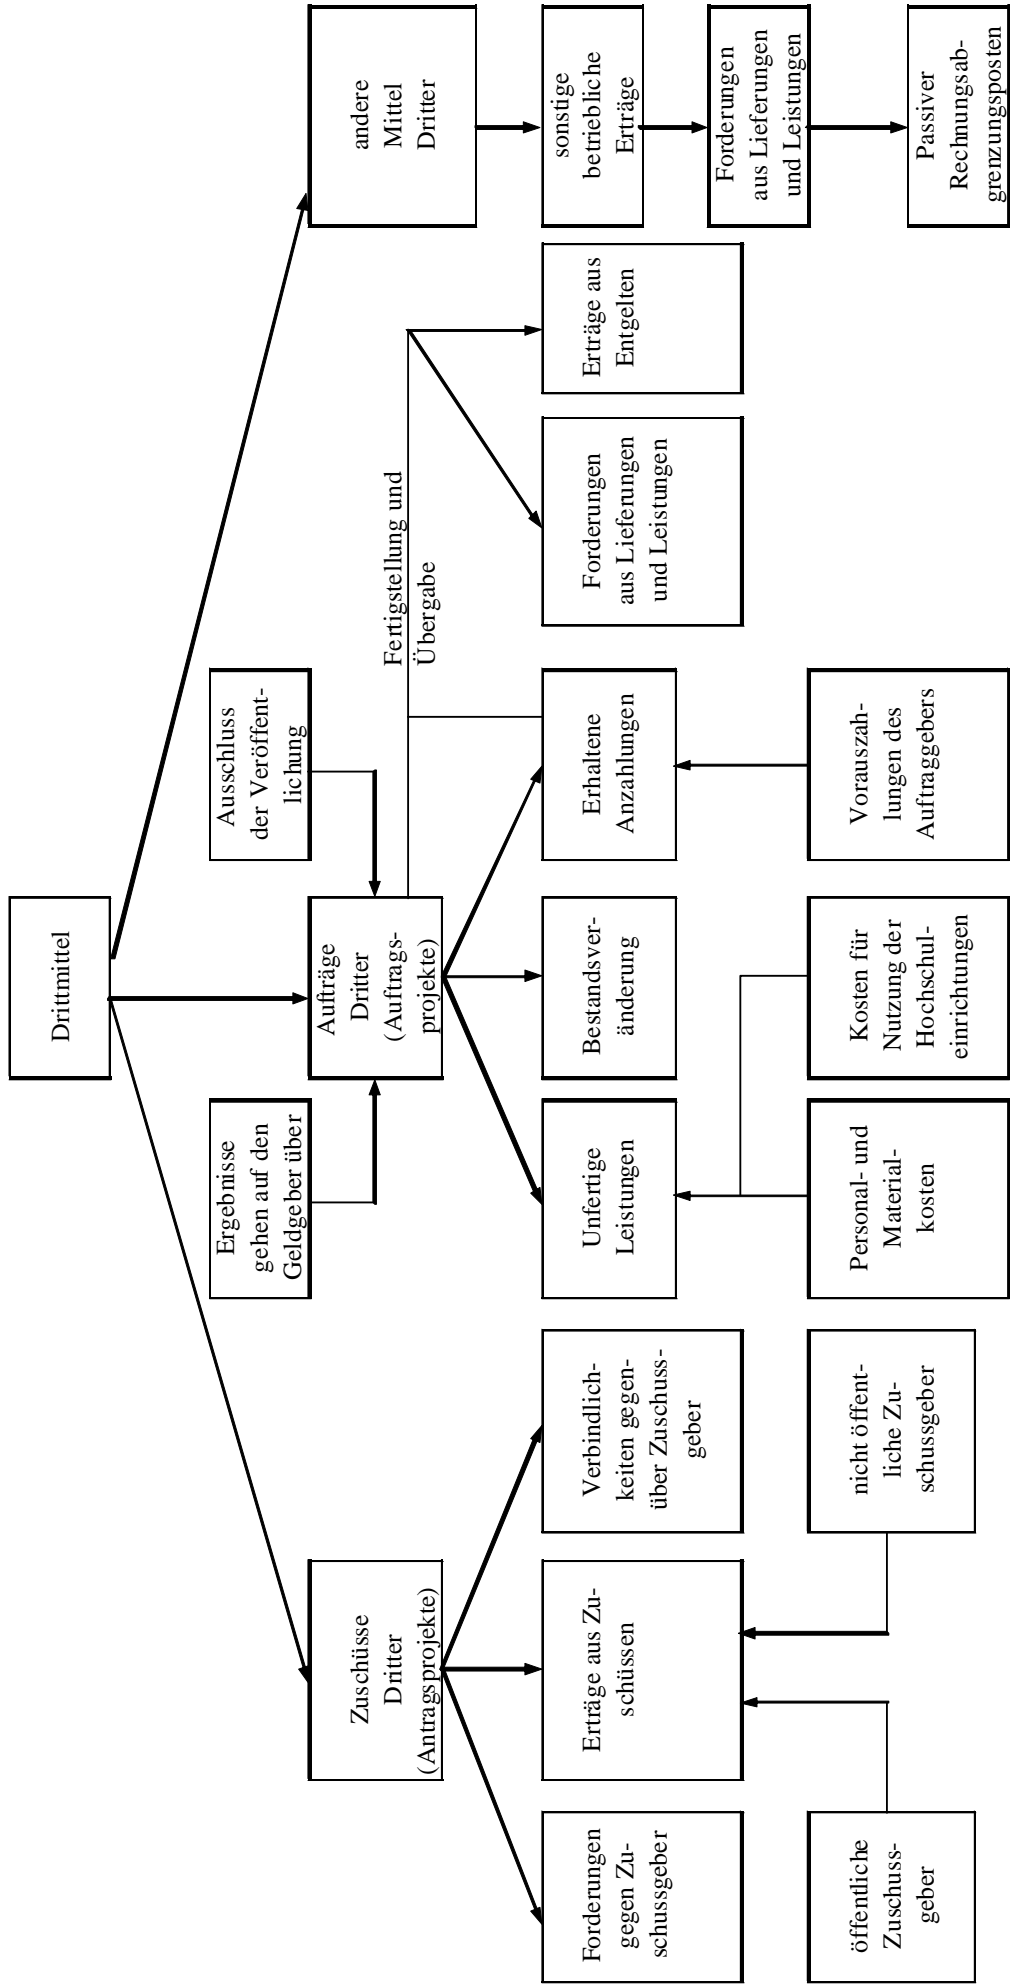 Drittmittel
Ergebnisse
gehen auf den
Geldgeber über
Ausschluss
der Veröffent-
lichung
Zuschüsse
Dritter
(Antragsprojekte)
Aufträge
Dritter
(Auftrags-
projekte)
andere
Mittel
Dritter
Fertigstellung und
Übergabe
Forderungen
gegen Zu-
schussgeber
Erträge aus Zu-
schüssen
Verbindlich-
keiten gegen-
über Zuschuss-
geber
Unfertige
Leistungen
Bestandsver-
änderung
Erhaltene
Anzahlungen
Forderungen
aus Lieferungen
und Leistungen
Erträge aus
Entgelten
sonstige
betriebliche
Erträge
Forderungen
aus Lieferungen
und Leistungen
öffentliche
Zuschuss-
geber
nicht öffent-
liche Zu-
schussgeber
Personal- und
Material-
kosten
Kosten für
Nutzung der
Hochschul-
einrichtungen
Vorauszah-
lungen des
Auftraggebers
Passiver
Rechnungsab-
grenzungsposten